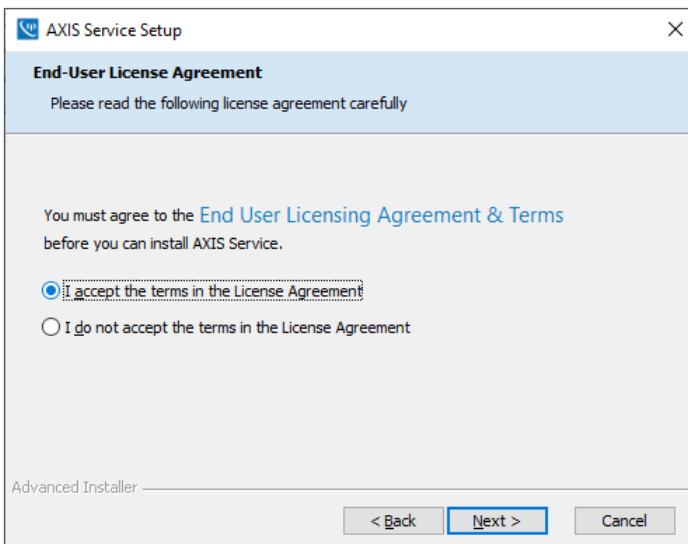 AXIS Service Setup
End-User License Agreement
Please read the following license agreement carefully
You must agree to the End User Licensing Agreement & Terms
before you can install AXIS Service.
I accept the terms in the License Agreement
I do not accept the terms in the License Agreement
Advanced Installer
< Back Next > Cancel